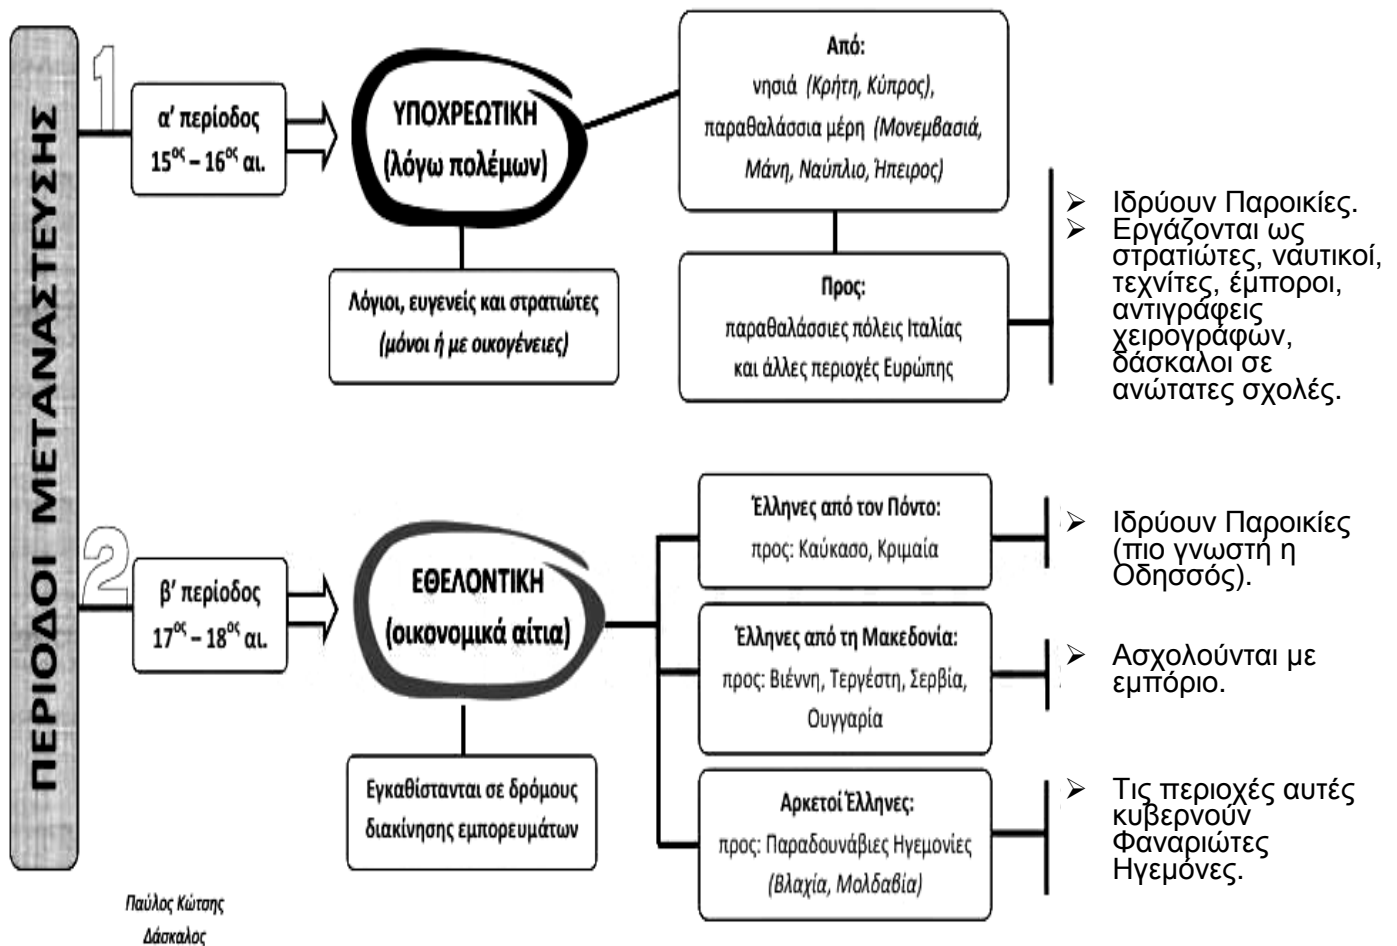 ΠΕΡΙΟΔΟΙ ΜΕΤΑΝΑΣΤΕΥΣΗΣ
1
α' περίοδος
15ος – 16ος αι.
ΥΠΟΧΡΕΩΤΙΚΗ
(λόγω πολέμων)
Λόγιοι, ευγενείς και στρατιώτες
(μόνοι ή με οικογένειες)
Από:
νησιά (Κρήτη, Κύπρος),
παραθαλάσσια μέρη (Μονεμβασιά,
Μάνη, Ναύπλιο, Ήπειρος)
Προς:
παραθαλάσσιες πόλεις Ιταλίας
και άλλες περιοχές Ευρώπης
➢ Ιδρύουν Παροικίες.
➢ Εργάζονται ως
στρατιώτες, ναυτικοί,
τεχνίτες, έμποροι,
αντιγράφεις
χειρογράφων,
δάσκαλοι σε
ανώτατες σχολές.
2
β' περίοδος
17ος – 18ος αι.
ΕΘΕΛΟΝΤΙΚΗ
(οικονομικά αίτια)
Εγκαθίστανται σε δρόμους
διακίνησης εμπορευμάτων
Έλληνες από τον Πόντο:
προς: Καύκασο, Κριμαία
➢ Ιδρύουν Παροικίες
(πιο γνωστή η
Οδησσός).
Έλληνες από τη Μακεδονία:
προς: Βιέννη, Τεργέστη, Σερβία,
Ουγγαρία
➢ Ασχολούνται με
εμπόριο.
Αρκετοί Έλληνες:
προς: Παραδουνάβιες Ηγεμονίες
(Βλαχία, Μολδαβία)
➢ Τις περιοχές αυτές
κυβερνούν
Φαναριώτες
Ηγεμόνες.
Παύλος Κώτσης
Δάσκαλος